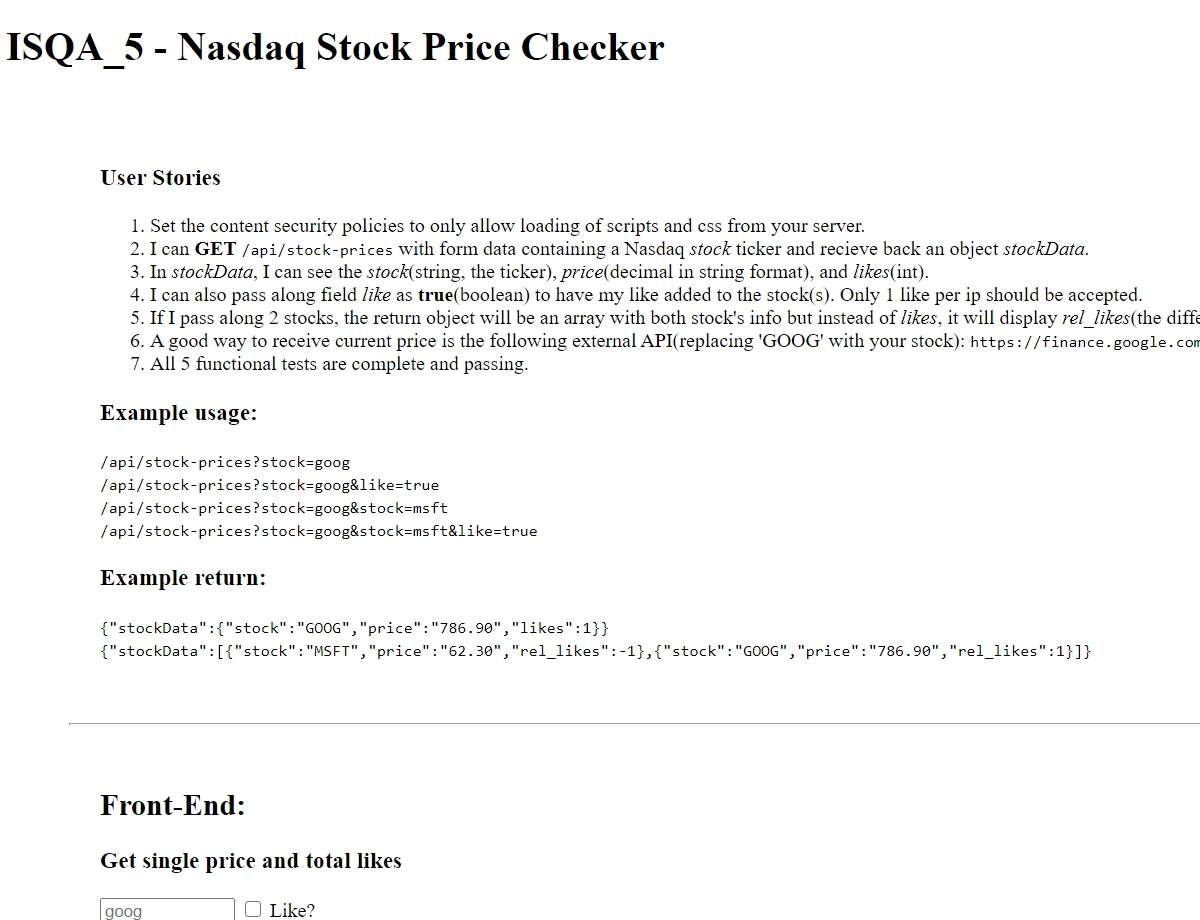 ISQA_5 - Nasdaq Stock Price Checker
User Stories
1. Set the content security policies to only allow loading of scripts and css from your server.
2. I can GET /api/stock-prices with form data containing a Nasdaq stock ticker and recieve back an object stockData.
3. In stockData, I can see the stock(string, the ticker), price(decimal in string format), and likes(int).
4. I can also pass along field like as true(boolean) to have my like added to the stock(s). Only 1 like per ip should be accepted.
5. If I pass along 2 stocks, the return object will be an array with both stock's info but instead of likes, it will display rel_likes(the
6. A good way to receive current price is the following external API(replacing 'GOOG' with your stock): https://finance.google.com
7. All 5 functional tests are complete and passing.
Example usage:
/api/stock-prices?stock=goog
/api/stock-prices?stock=goog&like=true
/api/stock-prices?stock=goog&stock=msft
/api/stock-prices?stock=goog&stock=msft&like=true
Example return:
{"stockData":{"stock":"GOOG","price":"786.90","likes":1}}
{"stockData":[{"stock":"MSFT","price":"62.30","rel_likes":-1},{"stock":"GOOG","price":"786.90","rel_likes":1}]}
Front-End:
Get single price and total likes
goog Like?